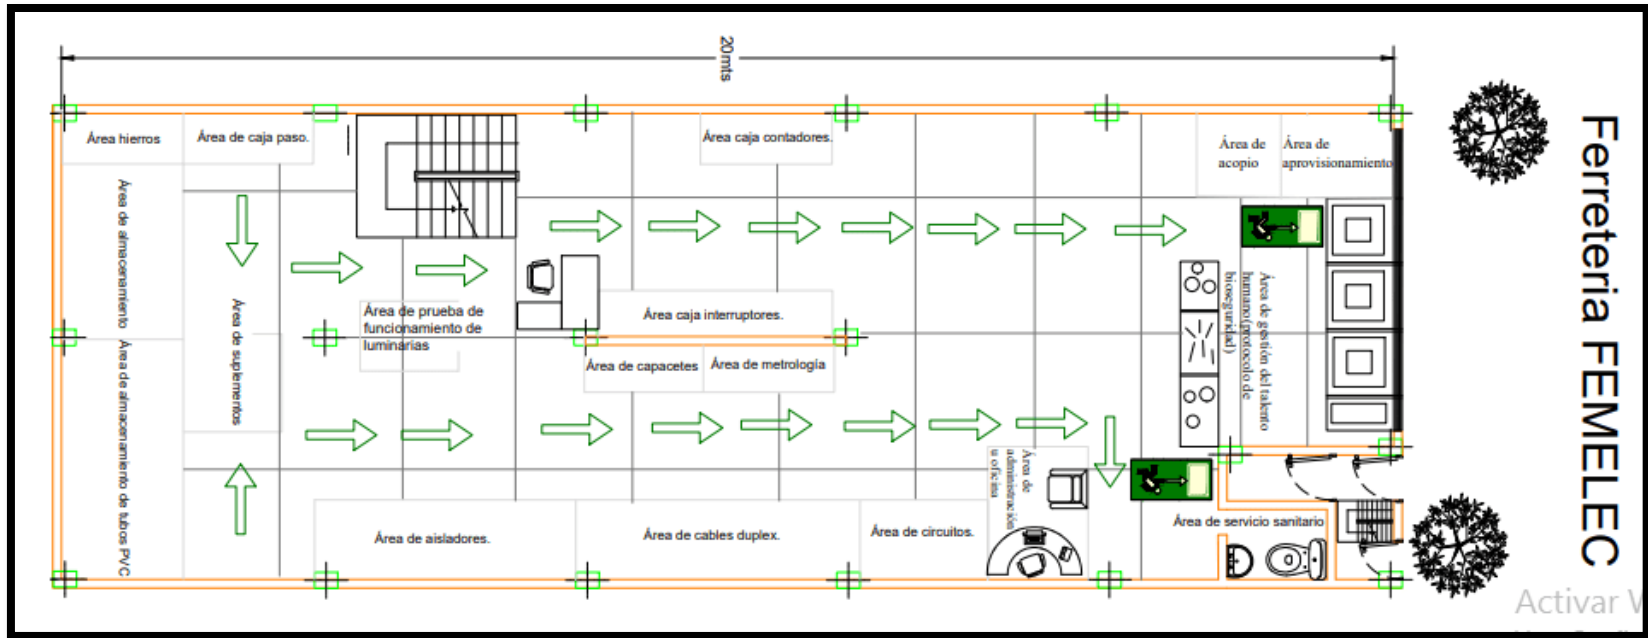 20mts
Área hierros
Área de caja paso.
Área caja contadores.
Área de
acopio
Área de
aprovisionamiento
Ferreteria FEMELEC
Área de almacenamiento
Área de suplementos
Área de prueba de
funcionamiento de
luminarias
Área caja interruptores.
Área de gestión del talento
humano(protocolo de
bioseguridad)
Área de capacetes
Área de metrología
Área de almacenamiento de tubos PVC
Área de
administración
u oficina
Área de aisladores.
Área de cables duplex.
Área de circuitos.
Área de servicio sanitario
Activar